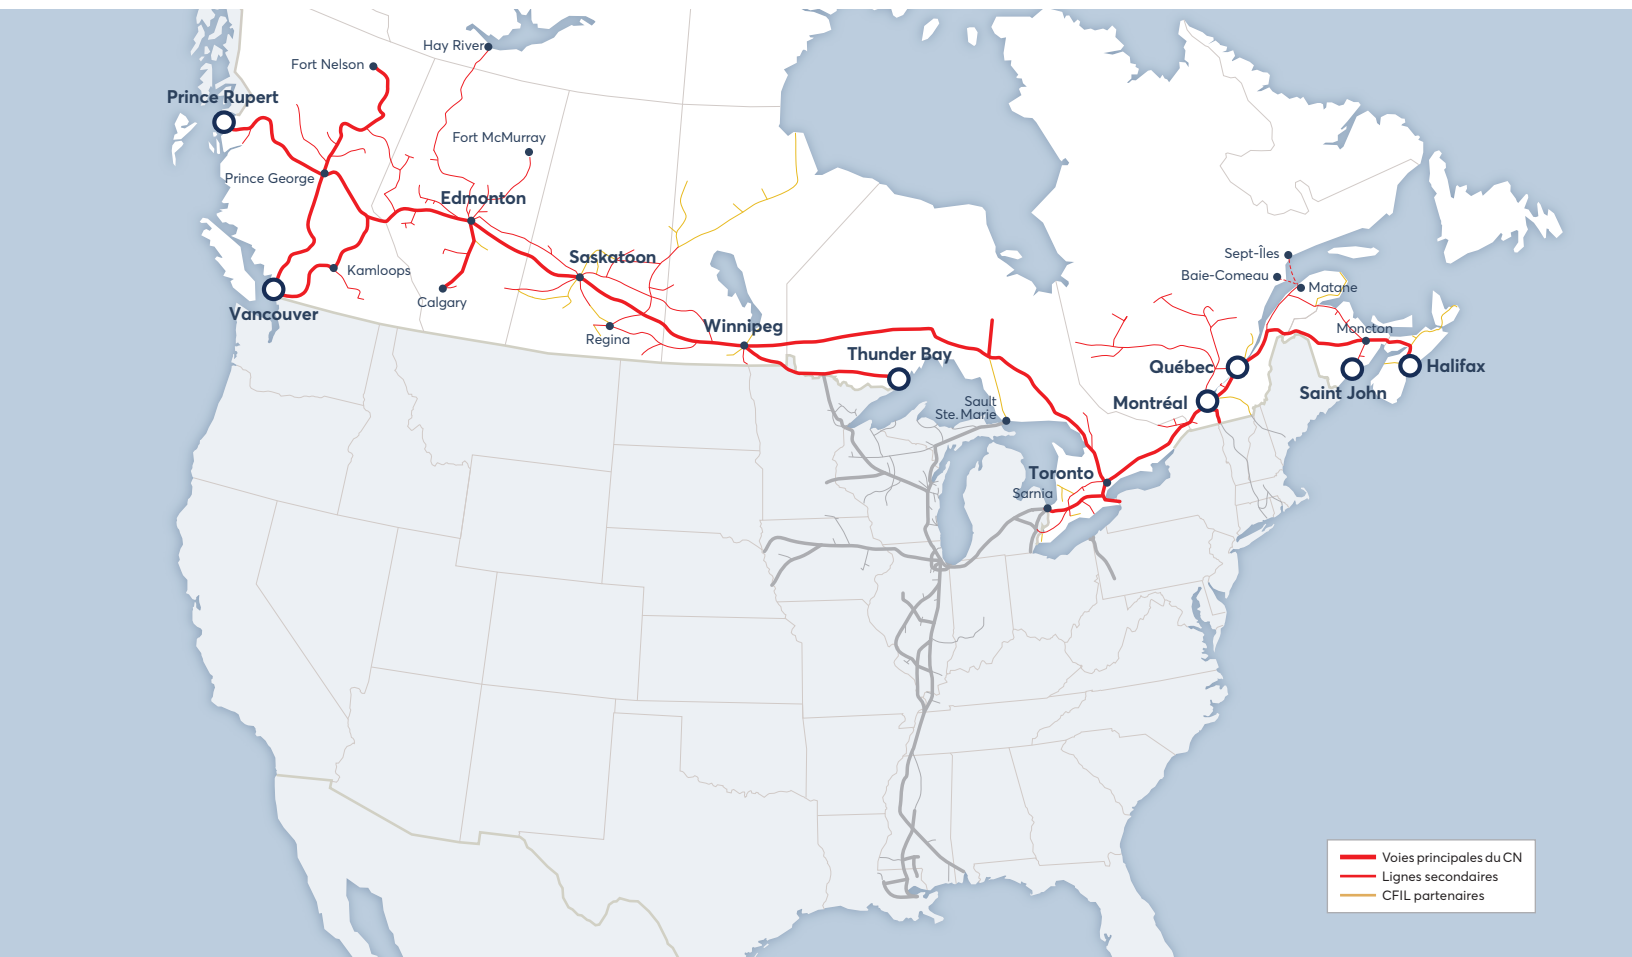 Hay River
Fort Nelson
Prince Rupert
Fort McMurray
Prince George
Edmonton
Saskatoon
Kamloops
Calgary
Vancouver
Regina
Winnipeg
Thunder Bay
Sault
Ste. Marie
Sept-Îles
Baie-Comeau
Matane
Moncton
Québec
Halifax
Saint John
Montréal
Toronto
Sarnia
Voies principales du CN
Lignes secondaires
CFIL partenaires